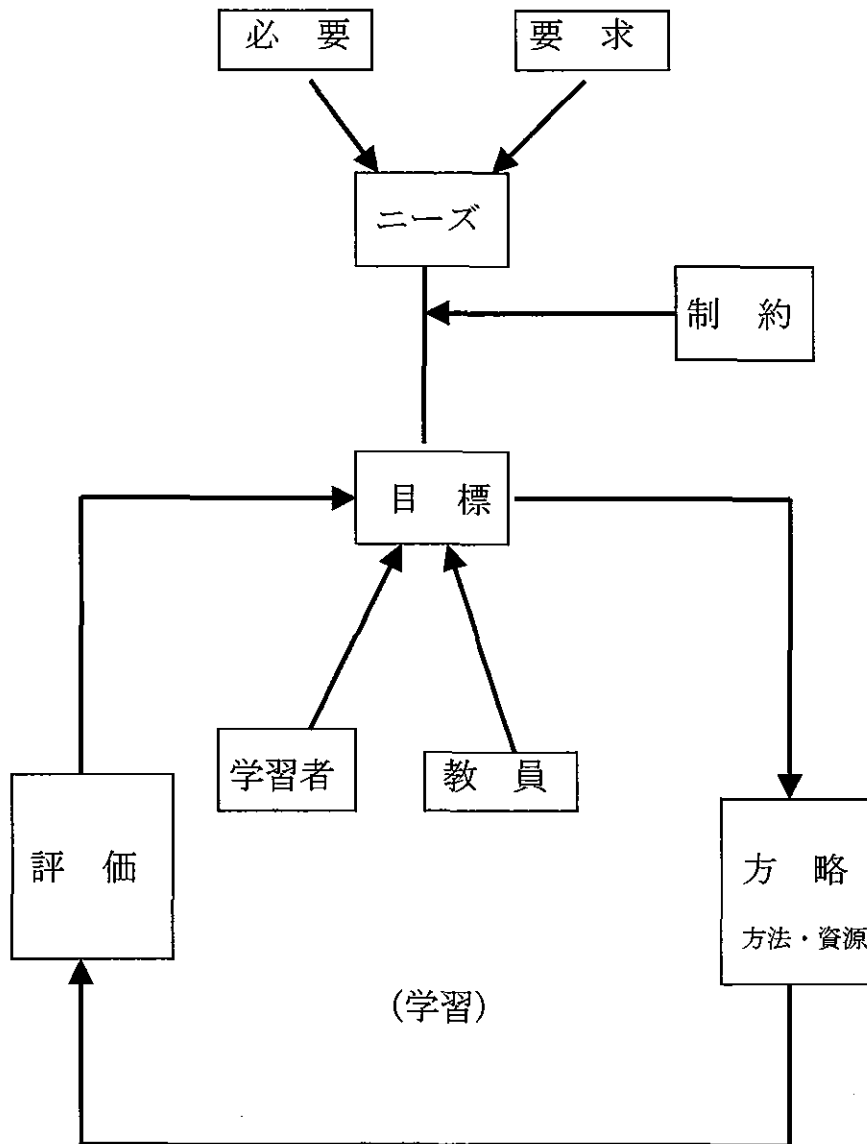 必　要
要　求
ニーズ
制　約
目　標
学習者
教　員
評　価
方　略
方法・資源
(学習)